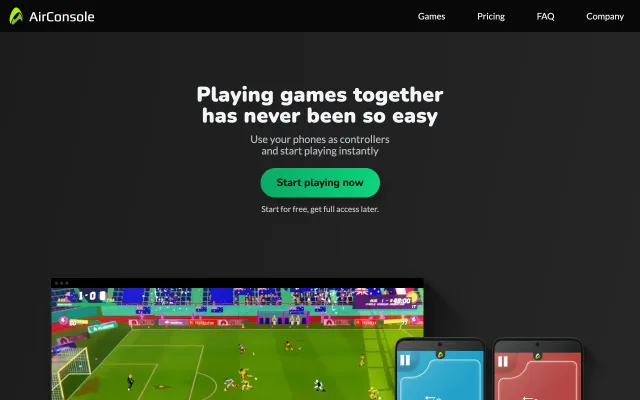 AirConsole
Games
Pricing
FAQ
Company
Playing games together
has never been so easy
Use your phones as controllers
and start playing instantly
Start playing now
Start for free, get full access later.
1-0